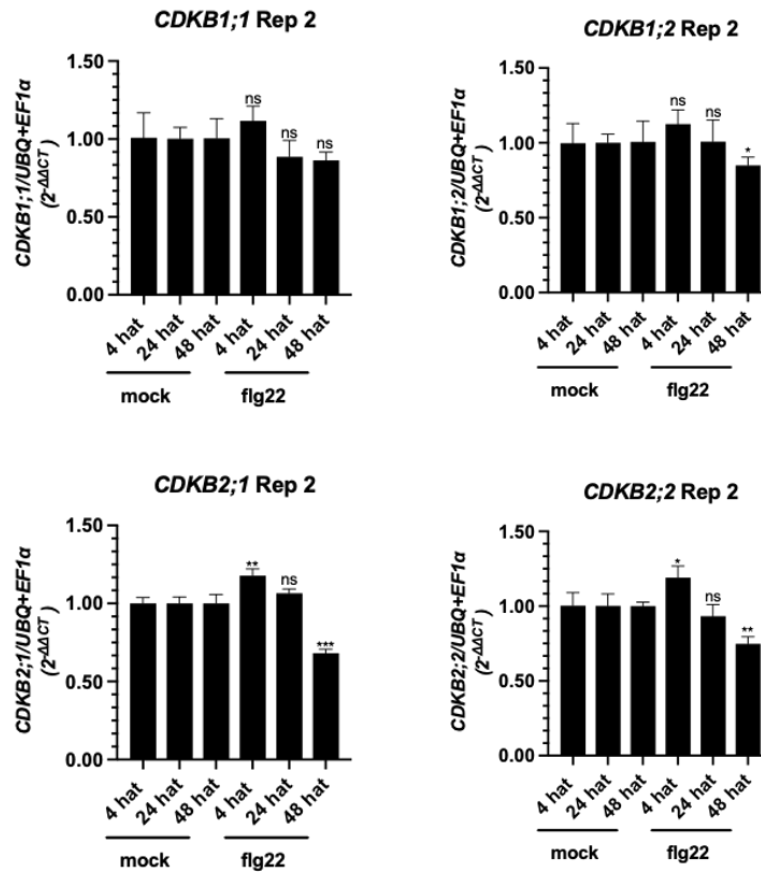 CDKB1;1 Rep 2
CDKB1;1/UBQ+EF1α
(2-ΔΔCT)
1.50
1.00
0.50
0.00
ns
ns
ns
4 hat
24 hat
48 hat
4 hat
24 hat
48 hat
mock
flg22
CDKB1;2 Rep 2
CDKB1;2/UBQ+EF1α
(2-ΔΔCT)
1.50
1.00
0.50
0.00
ns
ns
*
4 hat
24 hat
48 hat
4 hat
24 hat
48 hat
mock
flg22
CDKB2;1 Rep 2
CDKB2;1/UBQ+EF1α
(2-ΔΔCT)
1.50
1.00
0.50
0.00
**
ns
***
4 hat
24 hat
48 hat
4 hat
24 hat
48 hat
mock
flg22
CDKB2;2 Rep 2
CDKB2;2/UBQ+EF1α
(2-ΔΔCT)
1.50
1.00
0.50
0.00
*
ns
**
4 hat
24 hat
48 hat
4 hat
24 hat
48 hat
mock
flg22